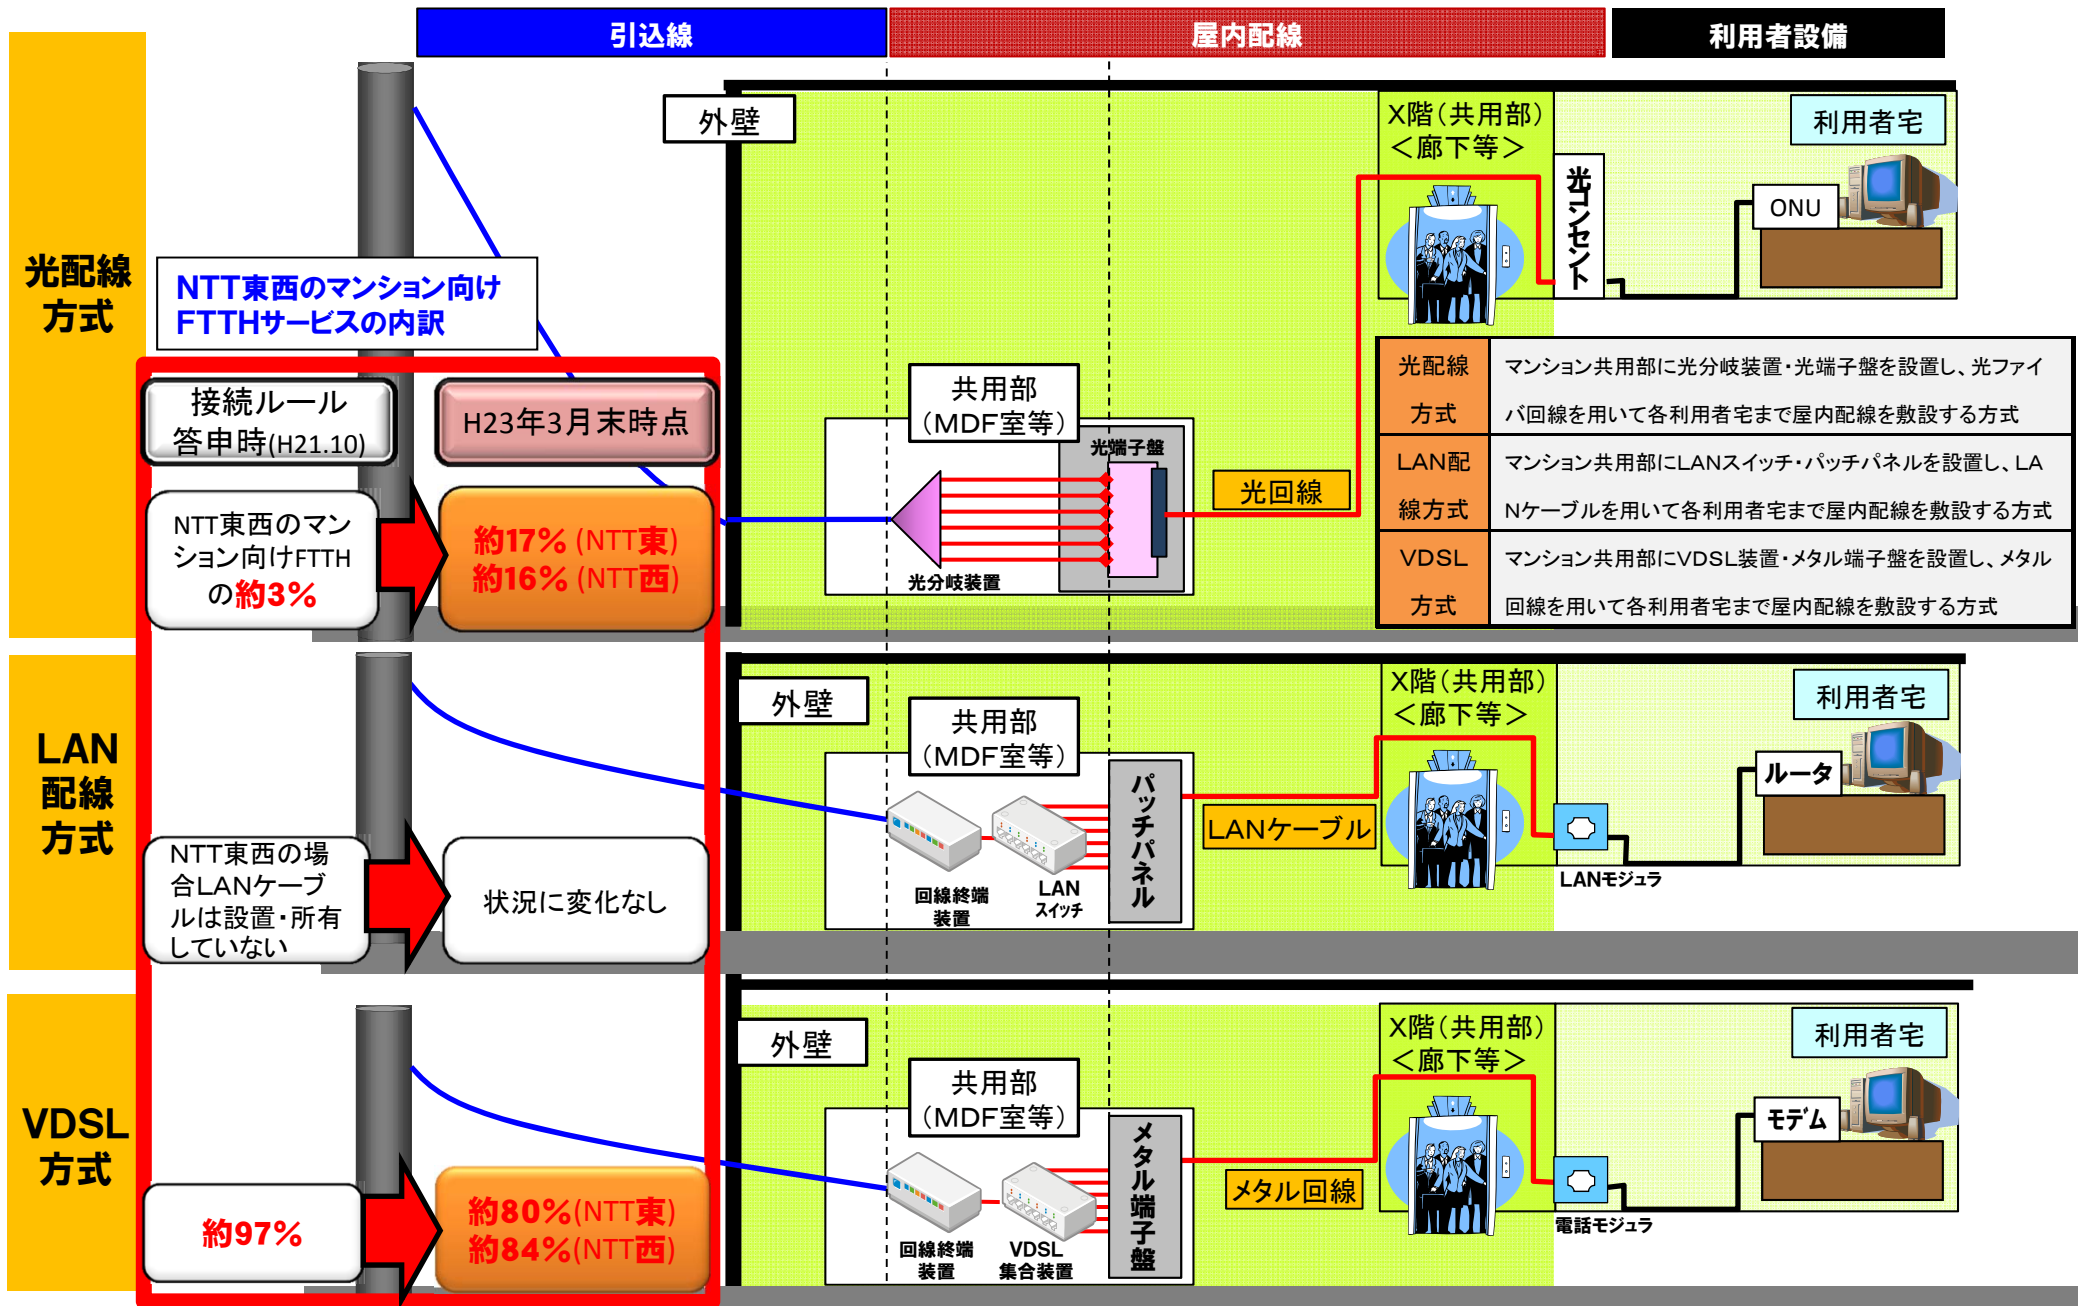 引込線
屋内配線
利用者設備
光配線
方式
外壁
X階(共用部)
<廊下等>
利用者宅
光コンセント
ONU
NTT東西のマンション向け
FTTHサービスの内訳
接続ルール
答申時(H21.10)
H23年3月末時点
NTT東西のマン
ション向けFTTH
の約3%
約17% (NTT東)
約16% (NTT西)
共用部
(MDF室等)
光端子盤
光分岐装置
光回線
光配線
方式
マンション共用部に光分岐装置・光端子盤を設置し、光ファイ
バ回線を用いて各利用者宅まで屋内配線を敷設する方式
LAN配
線方式
マンション共用部にLANスイッチ・パッチパネルを設置し、LA
Nケーブルを用いて各利用者宅まで屋内配線を敷設する方式
VDSL
方式
マンション共用部にVDSL装置・メタル端子盤を設置し、メタル
回線を用いて各利用者宅まで屋内配線を敷設する方式
LAN
配線
方式
NTT東西の場
合LANケーブ
ルは設置・所有
していない
状況に変化なし
外壁
共用部
(MDF室等)
回線終端
装置
LAN
スイッチ
パッチパネル
LANケーブル
X階(共用部)
<廊下等>
利用者宅
ルータ
LANモジュラ
VDSL
方式
約97%
約80%(NTT東)
約84%(NTT西)
外壁
共用部
(MDF室等)
回線終端
装置
VDSL
集合装置
メタル端子盤
メタル回線
X階(共用部)
<廊下等>
利用者宅
モデム
電話モジュラ